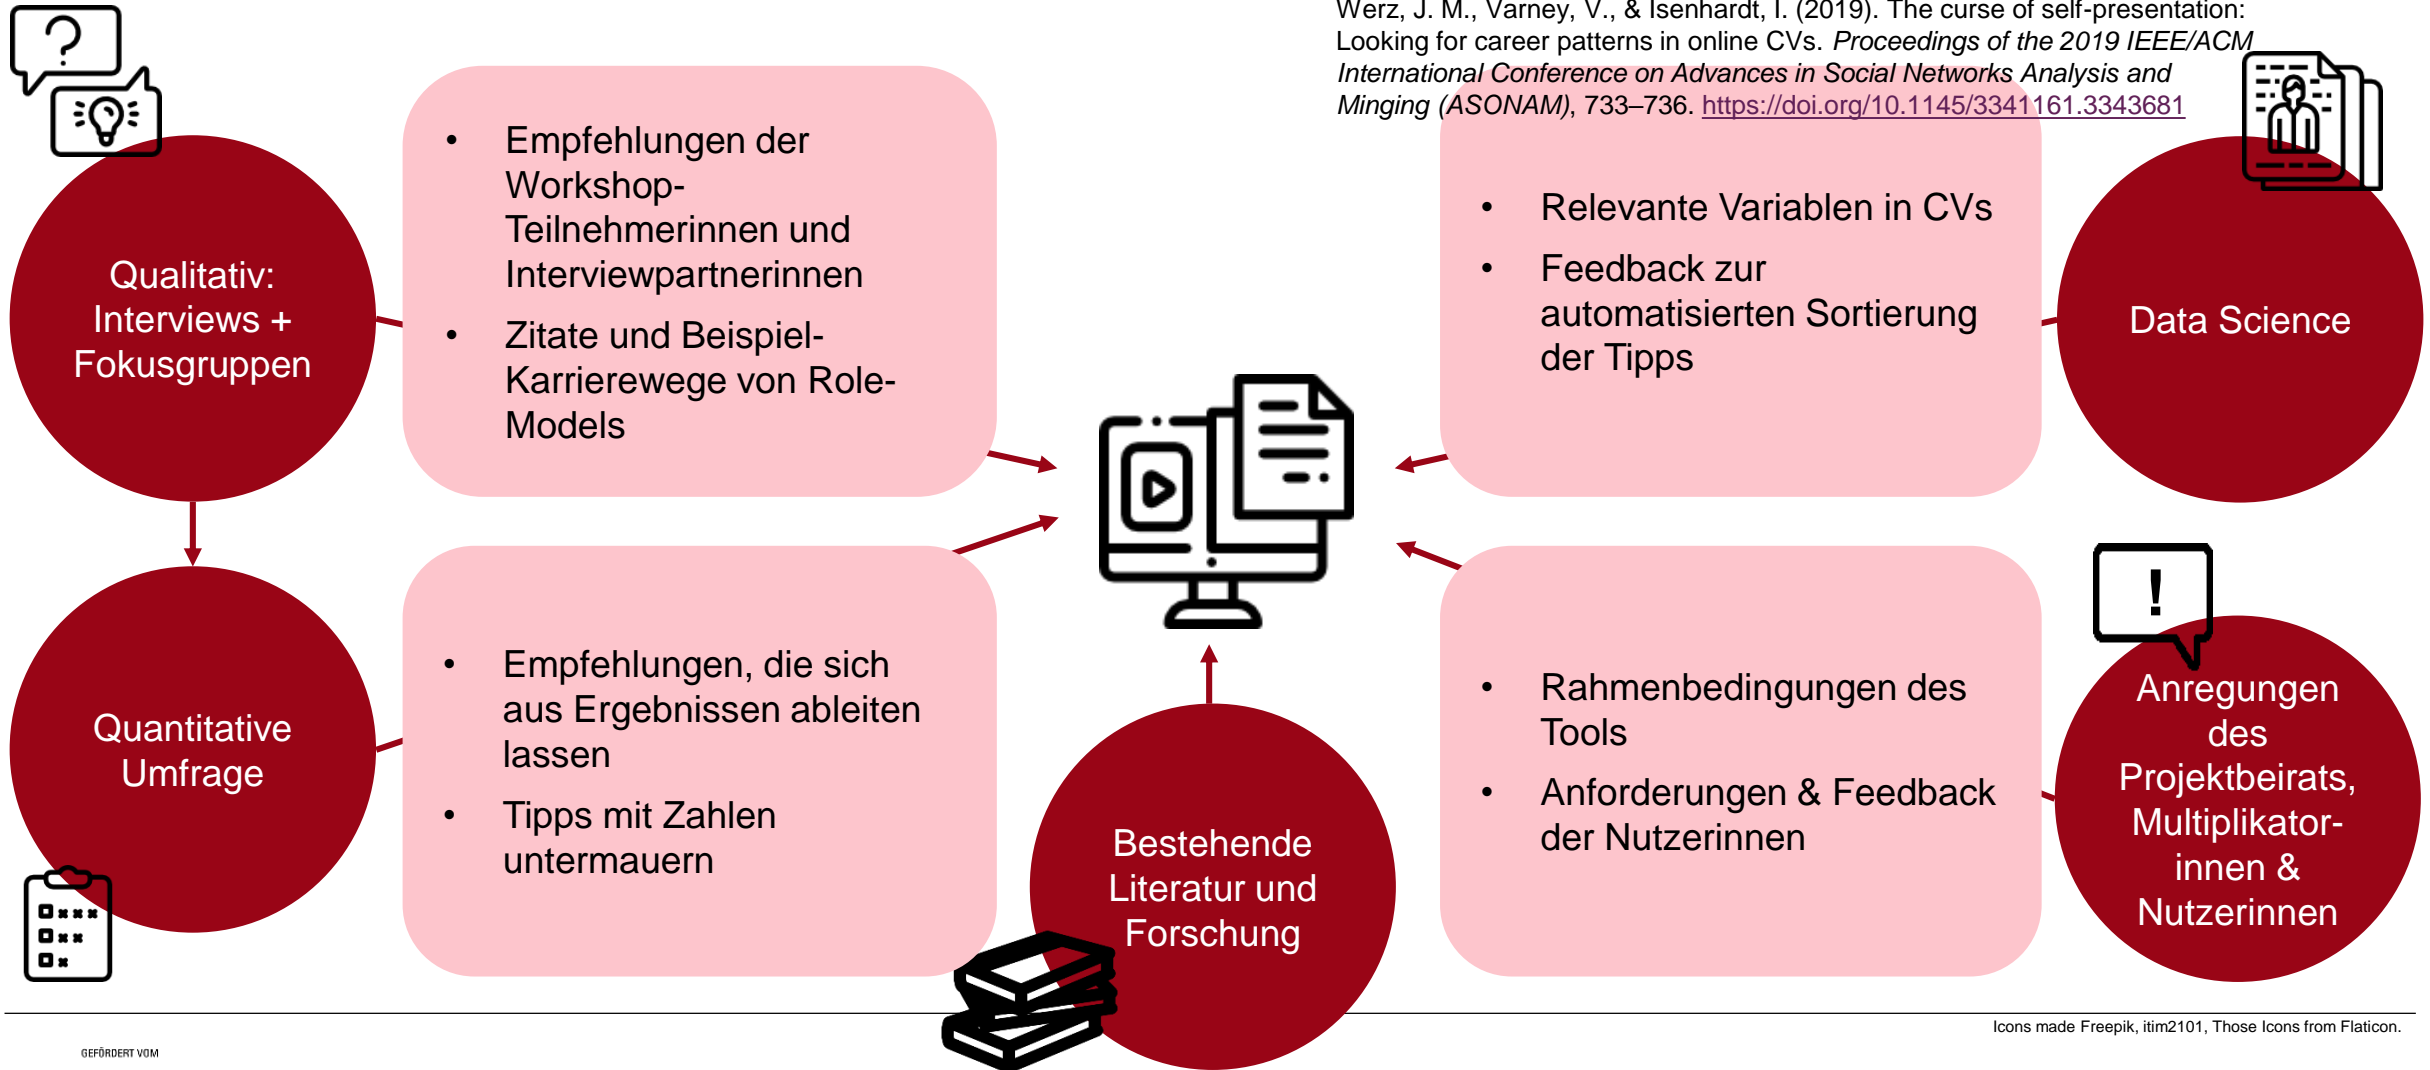 Werz, J. M., Varney, V., & Isenhardt, I. (2019). The curse of self-presentation:
Looking for career patterns in online CVs. Proceedings of the 2019 IEEE/ACM
International Conference on Advances in Social Networks Analysis and
Minging (ASONAM), 733–736. https://doi.org/10.1145/3341161.3343681
?
Qualitativ:
Interviews +
Fokusgruppen
• Empfehlungen der
Workshop-
Teilnehmerinnen und
Interviewpartnerinnen
• Zitate und Beispiel-
Karrierewege von Role-
Models
• Relevante Variablen in CVs
• Feedback zur
automatisierten Sortierung
der Tipps
Data Science
Quantitative
Umfrage
• Empfehlungen, die sich
aus Ergebnissen ableiten
lassen
• Tipps mit Zahlen
untermauern
Bestehende
Literatur und
Forschung
• Rahmenbedingungen des
Tools
• Anforderungen & Feedback
der Nutzerinnen
!
Anregungen
des
Projektbeirats,
Multiplikator-
innen &
Nutzerinnen
Icons made Freepik, itim2101, Those Icons from Flaticon.
GEFÖRDERT VOM